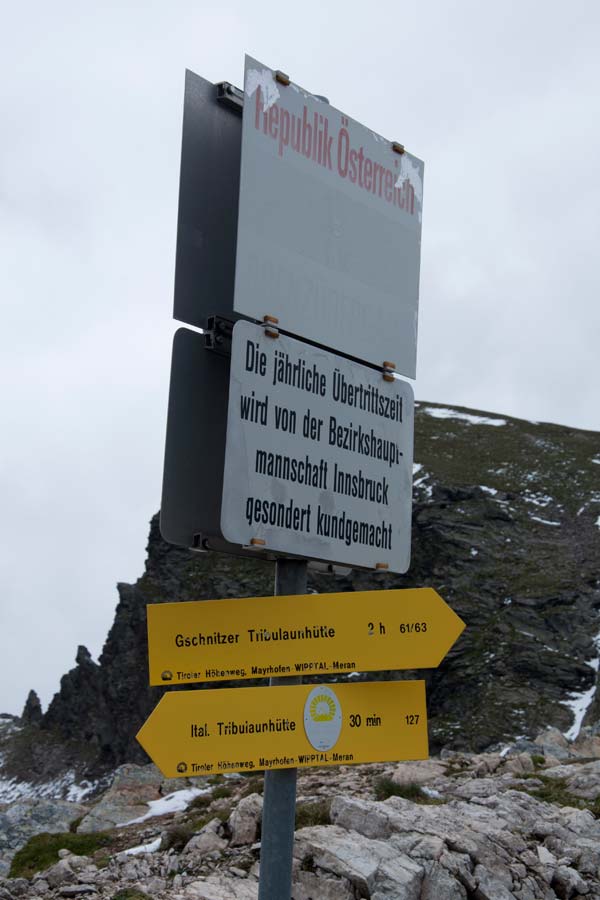 Republik Österreich
Die jährliche Übertrittszeit
wird von der Bezirkshaupt-
mannschaft Innsbruck
gesondert kundgemacht
Gschnitzer Tribulaunhütte 2 h 61/63
Tiroler Höhenweg, Mayrhofen-WIPPTAL-Meran
Ital. Tribulaunhütte 30 min 127
Tiroler Höhenweg, Mayrhofen-WIPPTAL-Meran